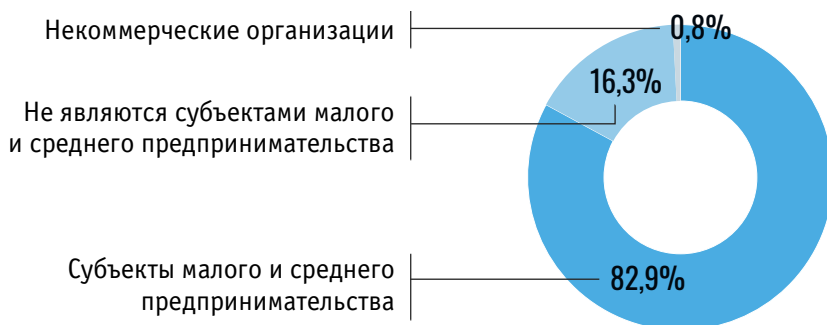 Некоммерческие организации
0,8%
Не являются субъектами малого
и среднего предпринимательства
16,3%
Субъекты малого и среднего
предпринимательства
82,9%